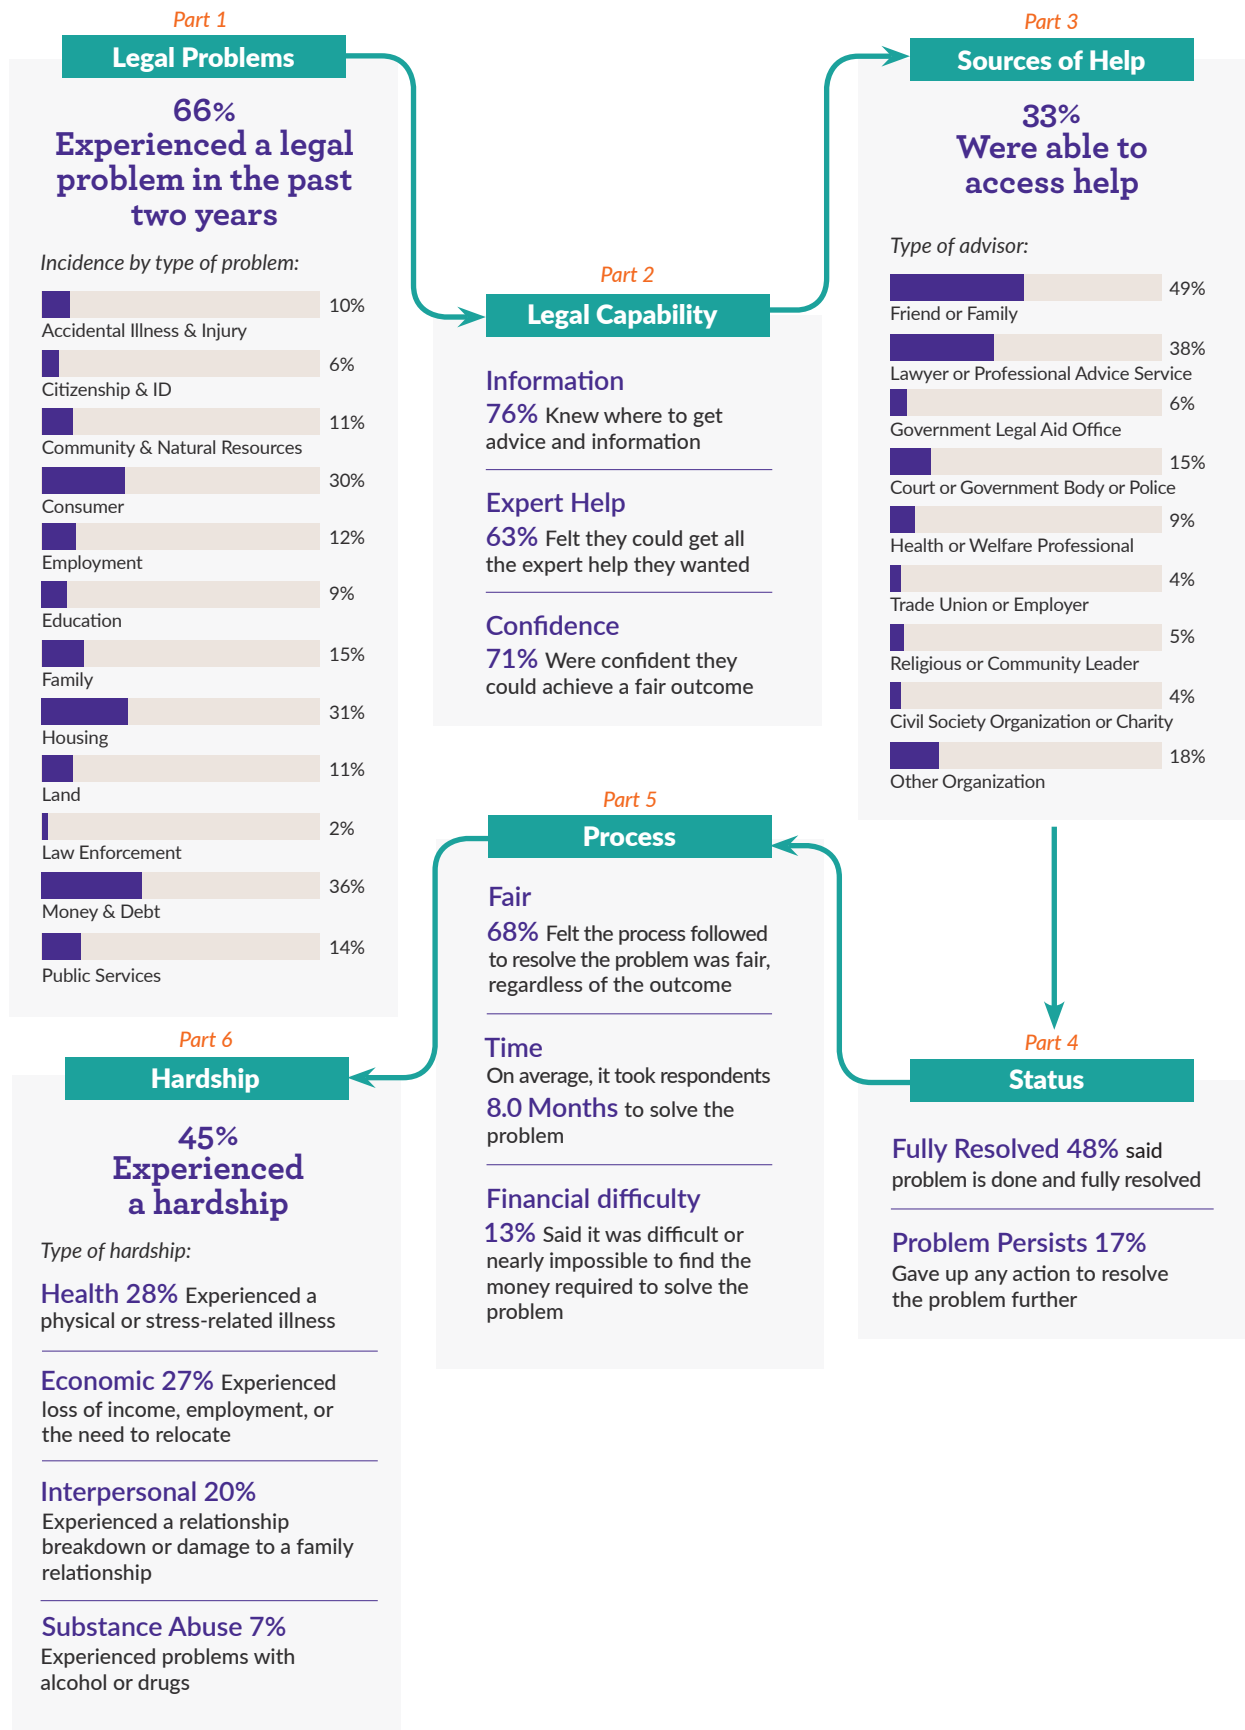 Part 1
Legal Problems
66%
Experienced a legal
problem in the past
two years
Incidence by type of problem:
10%
Accidental Illness & Injury
6%
Citizenship & ID
11%
Community & Natural Resources
30%
Consumer
12%
Employment
9%
Education
15%
Family
31%
Housing
11%
Land
2%
Law Enforcement
36%
Money & Debt
14%
Public Services
Part 2
Legal Capability
Information
76% Knew where to get
advice and information
Expert Help
63% Felt they could get all
the expert help they wanted
Confidence
71% Were confident they
could achieve a fair outcome
Part 3
Sources of Help
33%
Were able to
access help
Type of advisor:
49%
Friend or Family
38%
Lawyer or Professional Advice Service
6%
Government Legal Aid Office
15%
Court or Government Body or Police
9%
Health or Welfare Professional
4%
Trade Union or Employer
5%
Religious or Community Leader
4%
Civil Society Organization or Charity
18%
Other Organization
Part 4
Status
Fully Resolved 48% said
problem is done and fully resolved
Problem Persists 17%
Gave up any action to resolve
the problem further
Part 5
Process
Fair
68% Felt the process followed
to resolve the problem was fair,
regardless of the outcome
Time
On average, it took respondents
8.0 Months to solve the
problem
Financial difficulty
13% Said it was difficult or
nearly impossible to find the
money required to solve the
problem
Part 6
Hardship
45%
Experienced
a hardship
Type of hardship:
Health 28% Experienced a
physical or stress-related illness
Economic 27% Experienced
loss of income, employment, or
the need to relocate
Interpersonal 20%
Experienced a relationship
breakdown or damage to a family
relationship
Substance Abuse 7%
Experienced problems with
alcohol or drugs